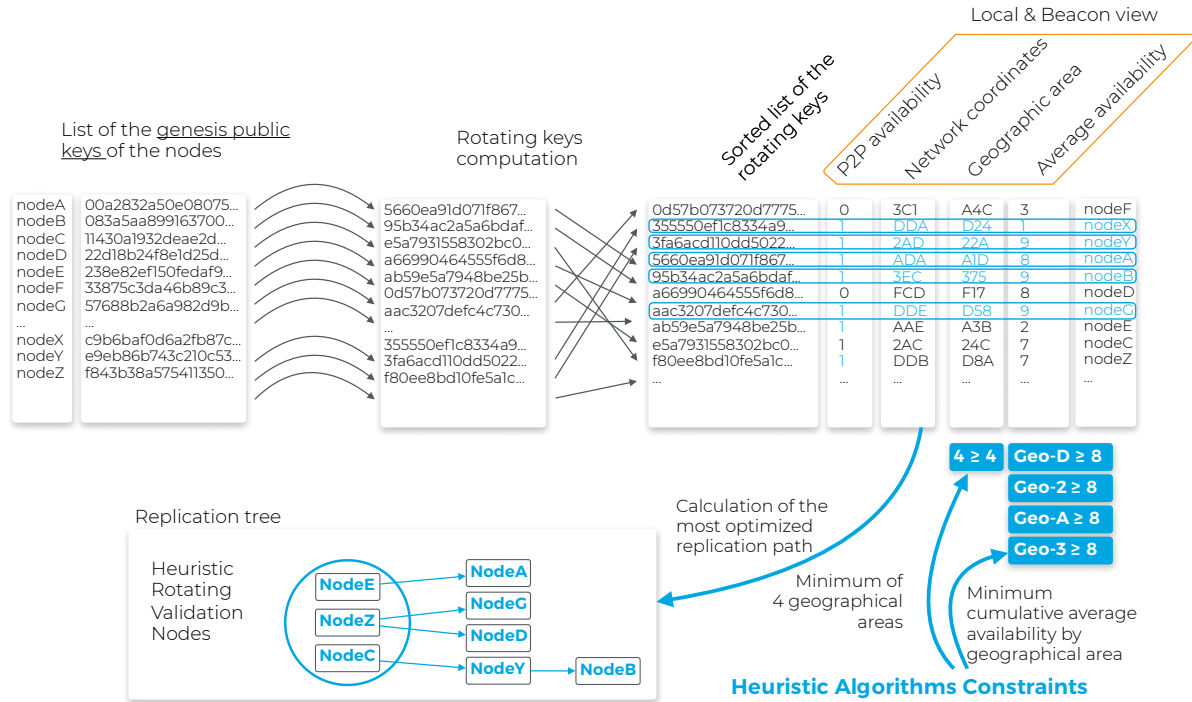 Local & Beacon view
List of the genesis public
keys of the nodes
Rotating keys
computation
Sorted list of the
rotating keys
P2P availability
Network coordinates
Geographic area
Average availability
nodeA 00a2832a50e08075...
nodeB 083a5aa899163700...
nodeC 11430a1932deae2d...
nodeD 22d18b24f8e1d25d...
nodeE 238e82ef150fedaf9...
nodeF 33875c3da46b89c3...
nodeG 57688b2a6a982d9b...
... ...
nodeX c9b6baf0d6a2fb87c...
nodeY e9eb86b743c210c53...
nodeZ f843b38a575411350...
5660ea91d071f867...
95b34ac2a5a6bdaf...
e5a7931558302bc0...
a66990464555f6d8...
ab59e5a7948be25b...
0d57b073720d7775...
aac3207defc4c730...
...
355550ef1c8334a9...
3fa6acd110dd5022...
f80ee8bd10fe5a1c...
0d57b073720d7775... 0 3C1 A4C 3 nodeF
355550ef1c8334a9... 1 DDA D24 1 nodeX
3fa6acd110dd5022... 1 2AD 22A 9 nodeY
5660ea91d071f867... 1 ADA A1D 8 nodeA
95b34ac2a5a6bdaf... 1 3EC 375 9 nodeB
a66990464555f6d8... 0 FCD F17 8 nodeD
aac3207defc4c730... 1 DDE D58 9 nodeG
ab59e5a7948be25b... 1 AAE A3B 2 nodeE
e5a7931558302bc0... 1 2AC 24C 7 nodeC
f80ee8bd10fe5a1c... 1 DDB D8A 7 nodeZ
... ... ... ... ... ...
4 ≥ 4 Geo-D ≥ 8
Geo-2 ≥ 8
Geo-A ≥ 8
Geo-3 ≥ 8
Calculation of the
most optimized
replication path
Minimum of
4 geographical
areas
Minimum
cumulative average
availability by
geographical area
Heuristic Algorithms Constraints
Replication tree
Heuristic
Rotating
Validation
Nodes
NodeE
NodeZ
NodeC
NodeA
NodeG
NodeD
NodeY
NodeB